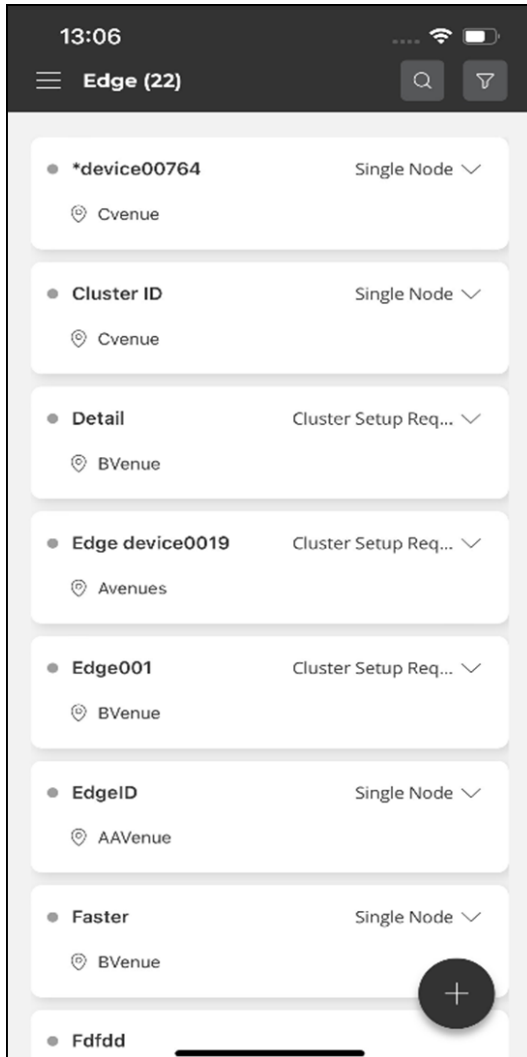 13:06
Edge (22)
*device00764 Single Node
Cvenue
Cluster ID Single Node
Cvenue
Detail Cluster Setup Req...
BVenue
Edge device0019 Cluster Setup Req...
Avenues
Edge001 Cluster Setup Req...
BVenue
EdgeID Single Node
AAVenue
Faster Single Node
BVenue
Fdfdd